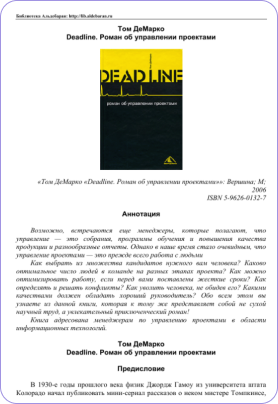 Библиотека Альдебаран: http://lib.aldebaran.ru
Том ДеМарко
Deadline. Роман об управлении проектами
DEADLINE
роман об управлении проектами
«Том ДеМарко «Deadline. Роман об управлении проектами»»: Вершина; М;
2006
ISBN 5-9626-0132-7
Аннотация
Возможно, встречаются еще менеджеры, которые полагают, что
управление — это собрания, программы обучения и повышения качества
продукции и разнообразные отчеты. Однако в наше время стало очевидным, что
управление проектами — это прежде всего работа с людьми
Как выбрать из множества кандидатов нужного вам человека? Каково
оптимальное число людей в команде на разных этапах проекта? Как можно
оптимизировать работу, если перед вами поставлены жесткие сроки? Как
определять и решать конфликты? Как уволить человека, не обидев его? Какими
качествами должен обладать хороший руководитель? Обо всем этом вы
узнаете из данной книги, которая к тому же представляет собой не сухой
научный труд, а увлекательный приключенческий роман!
Книга адресована менеджерам по управлению проектами в области
информационных технологий.
Том ДеМарко
Deadline. Роман об управлении проектами
Предисловие
В 1930-е годы прошлого века физик Джордж Гамоу из университета штата
Колорадо начал публиковать мини-сериал рассказов о неком мистере Томпкинсе,